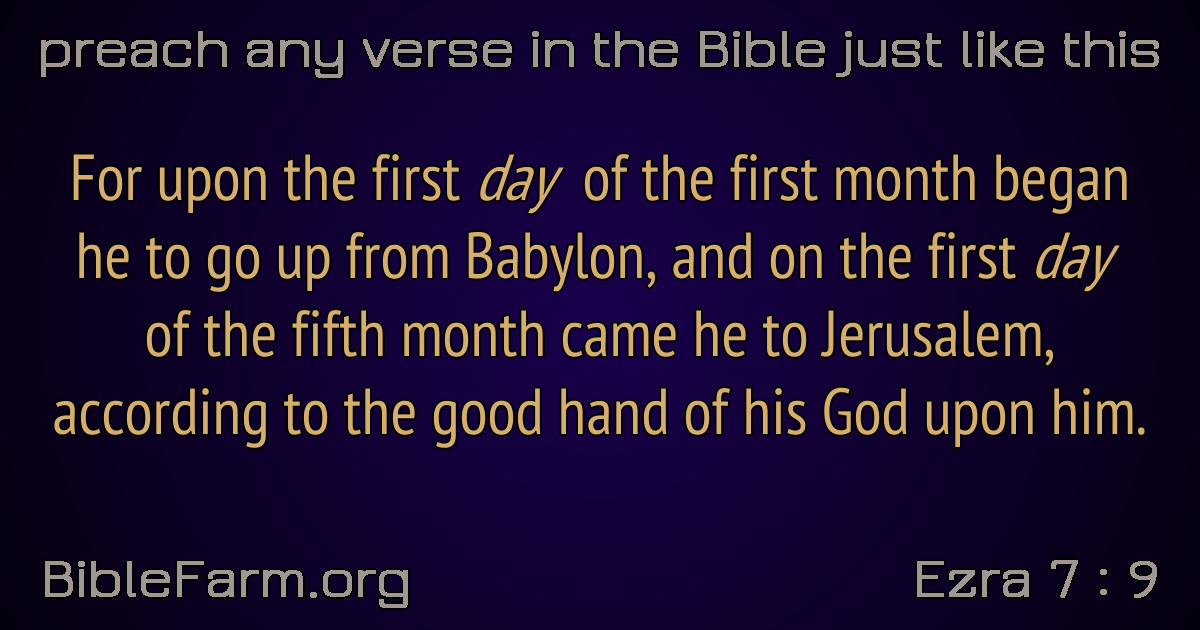 preach any verse in the Bible just like this
For upon the first day of the first month began
he to go up from Babylon, and on the first day
of the fifth month came he to Jerusalem,
according to the good hand of his God upon him.
BibleFarm.org
Ezra 7 : 9